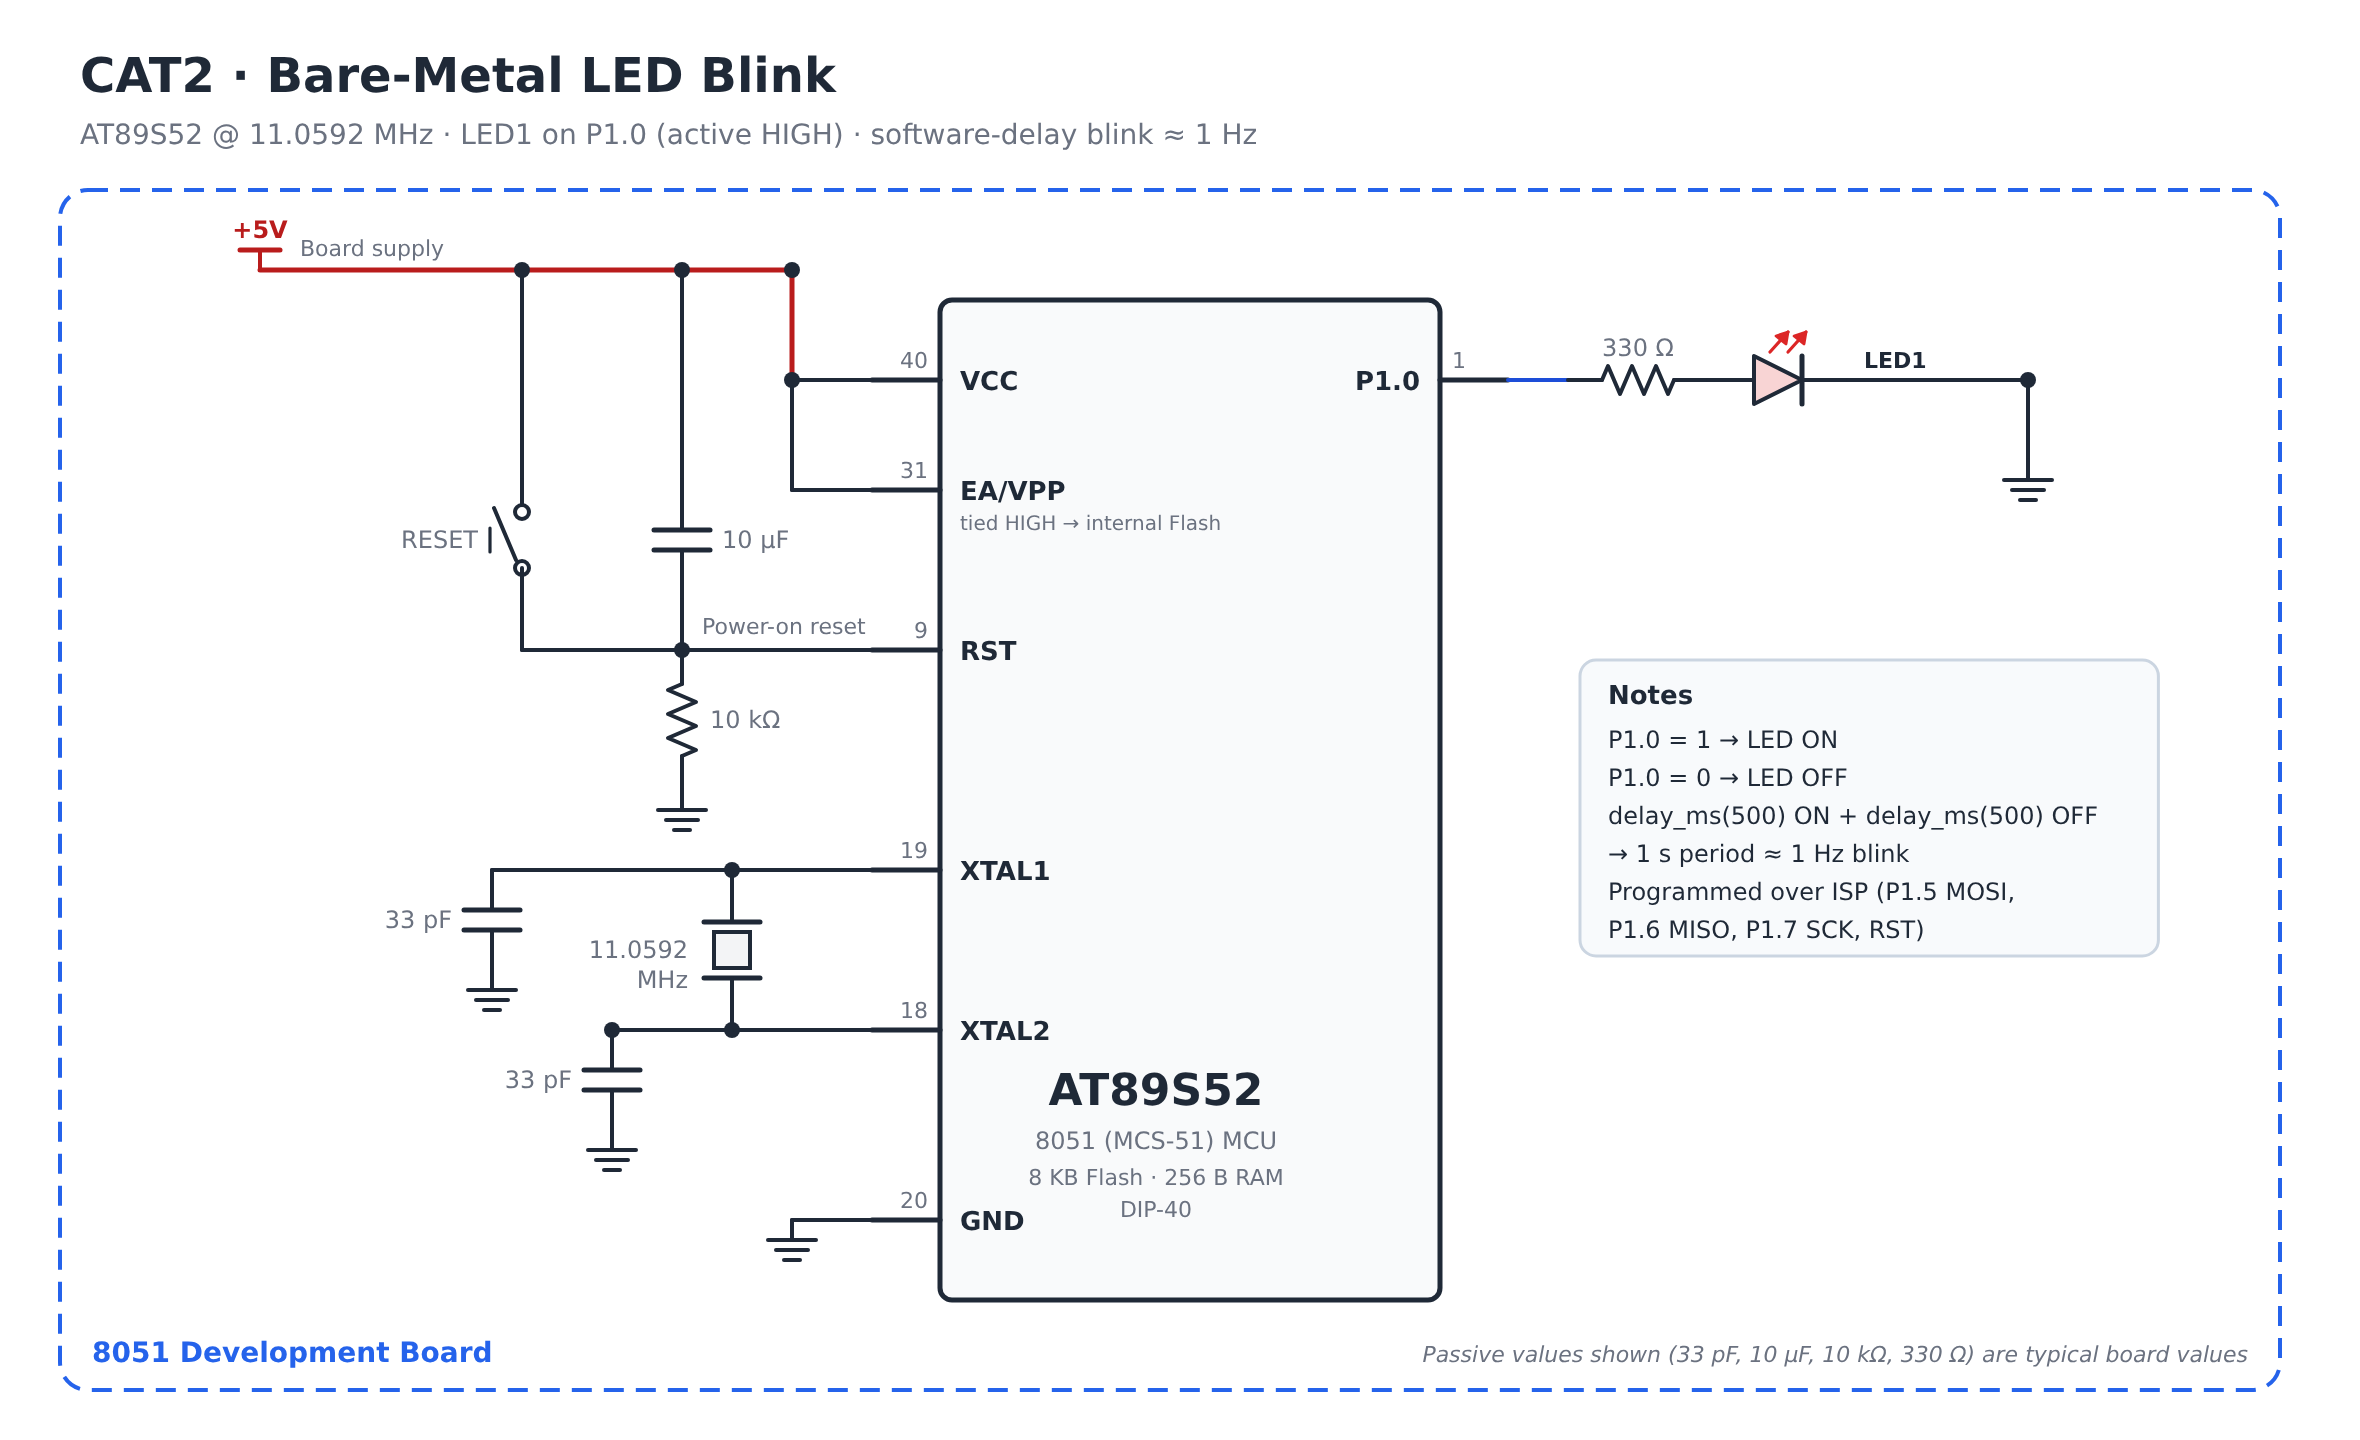 CAT2 · Bare-Metal LED Blink
AT89S52 @ 11.0592 MHz · LED1 on P1.0 (active HIGH) · software-delay blink ≈ 1 Hz
+5V
Board supply
40
VCC
31
EA/VPP
tied HIGH → internal Flash
RESET
10 µF
Power-on reset
9
RST
10 kΩ
19
XTAL1
33 pF
11.0592
MHz
18
XTAL2
33 pF
AT89S52
8051 (MCS-51) MCU
8 KB Flash · 256 B RAM
DIP-40
20
GND
P1.0
1
330 Ω
LED1
Notes
P1.0 = 1 → LED ON
P1.0 = 0 → LED OFF
delay_ms(500) ON + delay_ms(500) OFF
→ 1 s period ≈ 1 Hz blink
Programmed over ISP (P1.5 MOSI,
P1.6 MISO, P1.7 SCK, RST)
8051 Development Board
Passive values shown (33 pF, 10 µF, 10 kΩ, 330 Ω) are typical board values